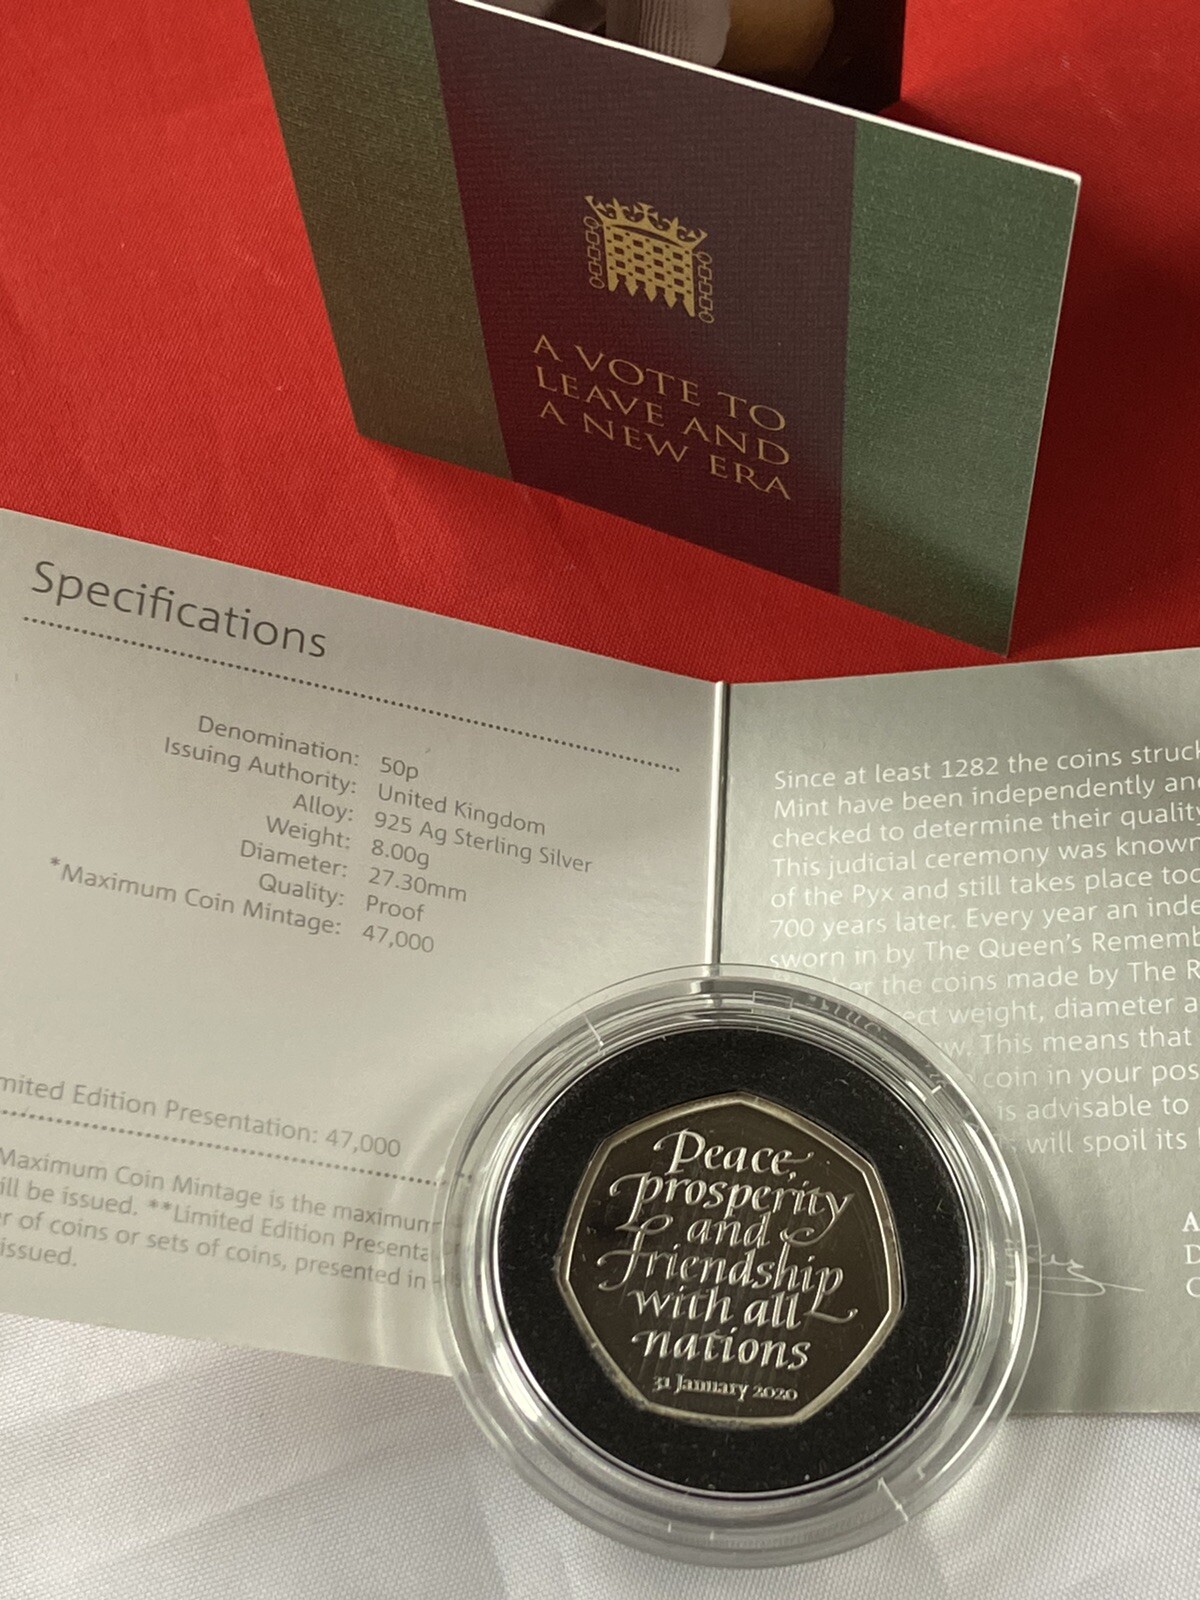 A VOTE TO
LEAVE AND
A NEW ERA
Specifications
Denomination: 50p
Issuing Authority: United Kingdom
Alloy: 925 Ag Sterling Silver
Weight: 8.00g
Diameter: 27.30mm
Quality: Proof
*Maximum Coin Mintage: 47,000
mited Edition Presentation: 47,000
Maximum Coin Mintage is the maximum
ill be issued. **Limited Edition Presenta
r of coins or sets of coins, presented in
issued.
Since at least 1282 the coins struck
Mint have been independently and
checked to determine their quality
This judicial ceremony was known
of the Pyx and still takes place tod
700 years later. Every year an inde
sworn in by The Queen's Rememb
er the coins made by The R
ect weight, diameter a
w. This means that
coin in your pos
is advisable to
will spoil its
Peace,
prosperity
and
friendship
with all
nations
31 January 2020